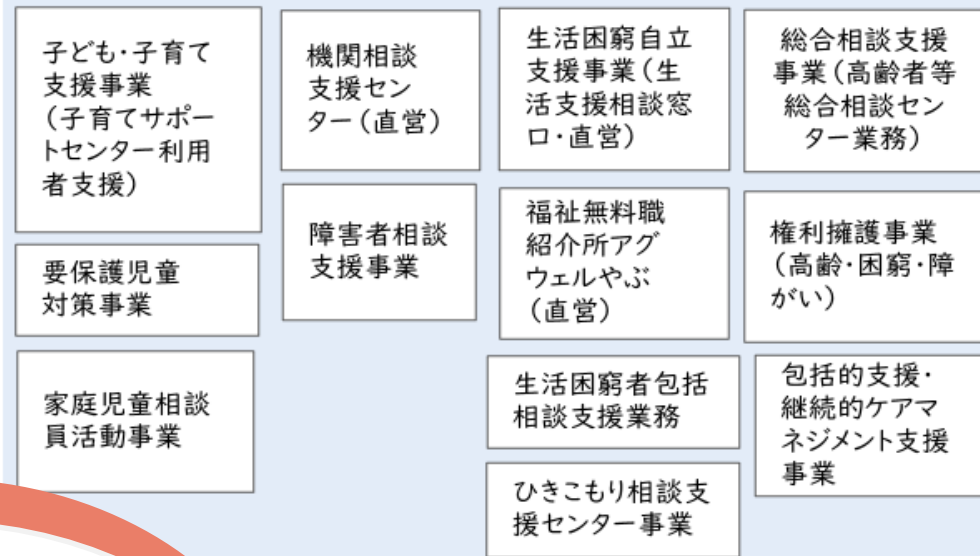 子ども・子育て
支援事業
（子育てサポー
トセンター利用
者支援）
要保護児童
対策事業
家庭児童相談
員活動事業
機関相談
支援セン
ター（直営）
障害者相談
支援事業
生活困窮自立
支援事業（生
活支援相談窓
口・直営）
福祉無料職
紹介所アグ
ウェルやぶ
（直営）
生活困窮者包括
相談支援業務
ひきこもり相談支
援センター事業
総合相談支援
事業（高齢者等
総合相談セン
ター業務）
権利擁護事業
（高齢・困窮・障
がい）
包括的支援・
継続的ケアマ
ネジメント支援
事業